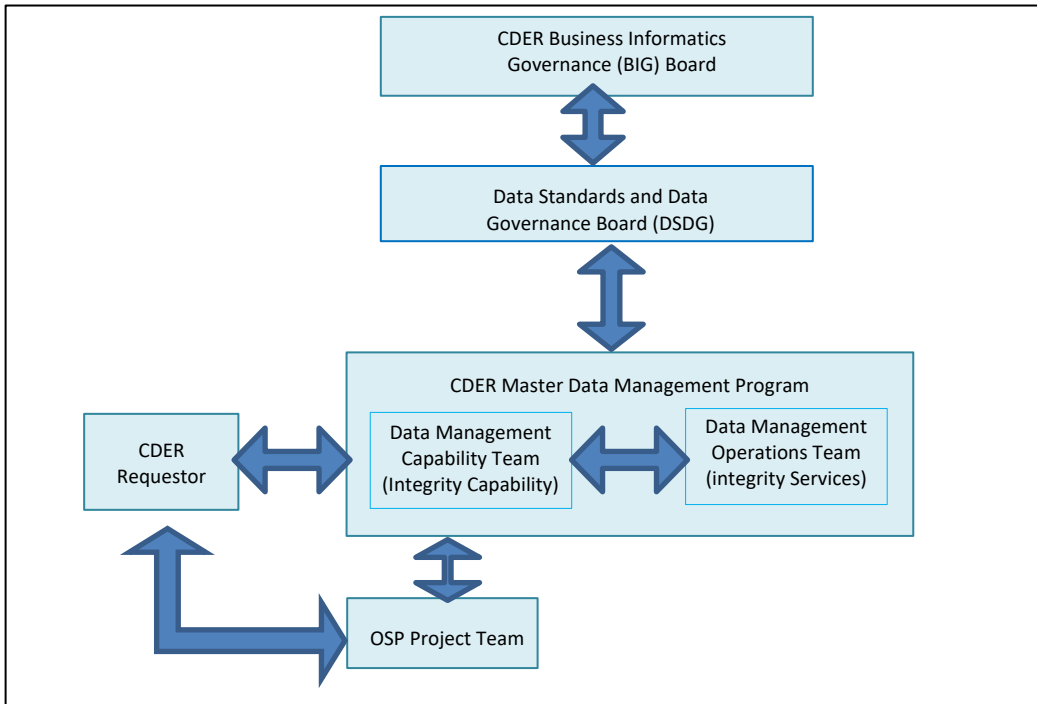 CDER Business Informatics
Governance (BIG) Board
Data Standards and Data
Governance Board (DSDG)
CDER Master Data Management Program
CDER
Requestor
Data Management
Capability Team
(Integrity Capability)
Data Management
Operations Team
(integrity Services)
OSP Project Team